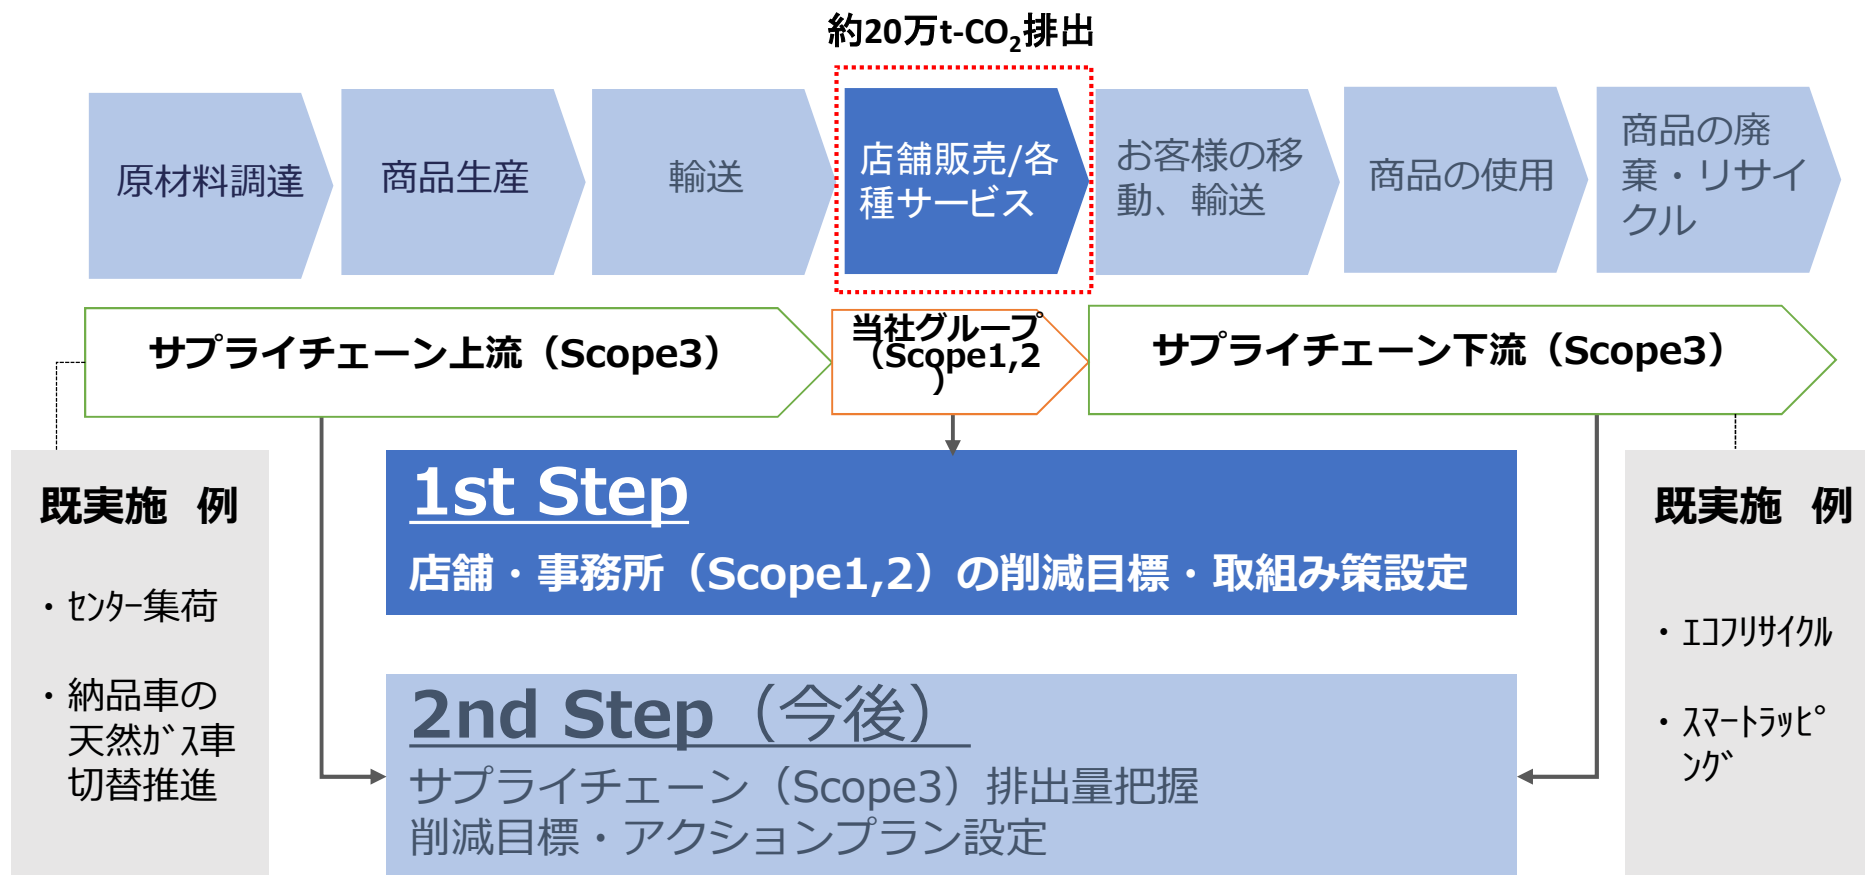 約20万t-CO₂排出
原材料調達
商品生産
輸送
店舗販売/各
種サービス
お客様の移
動、輸送
商品の使用
商品の廃
棄・リサイ
クル
サプライチェーン上流（Scope3）
当社グループ
（Scope1,2
）
サプライチェーン下流（Scope3）
既実施　例
・ｾﾝﾀｰ集荷
・納品車の
天然ｶﾞｽ車
切替推進
1st Step
店舗・事務所（Scope1,2）の削減目標・取組み策設定
2nd Step（今後）
サプライチェーン（Scope3）排出量把握
削減目標・アクションプラン設定
既実施　例
・ｴｺﾌﾘｻｲｸﾙ
・ｽﾏｰﾄﾗｯﾋﾟ
ﾝｸﾞ